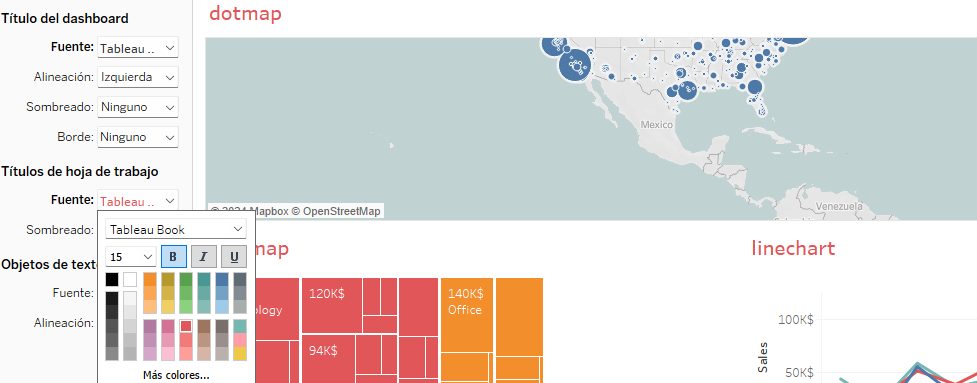 Título del dashboard
Fuente: Tableau ..
Alineación: Izquierda
Sombreado: Ninguno
Borde: Ninguno
Títulos de hoja de trabajo
Fuente: Tableau ..
Sombreado:
Tableau Book
15 B I U
Objetos de text
Fuente:
Alineación:
Más colores...
dotmap
México
Venezuela
© 2024 Mapbox © OpenStreetMap
map
ology
120K$
94K$
140K$
Office
linechart
100K$
50K$
Sales